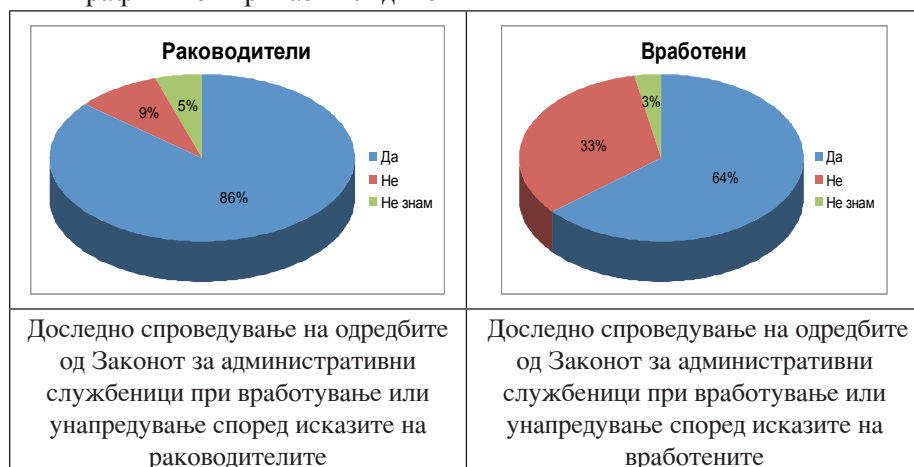 Раководители
5%
9%
86%
Да
Не
Не знам
Вработени
3%
33%
64%
Да
Не
Не знам
Доследно спроведување на одредбите
од Законот за административни
службеници при вработување или
унапредување според исказите на
раководителите
Доследно спроведување на одредбите
од Законот за административни
службеници при вработување или
унапредување според исказите на
вработените